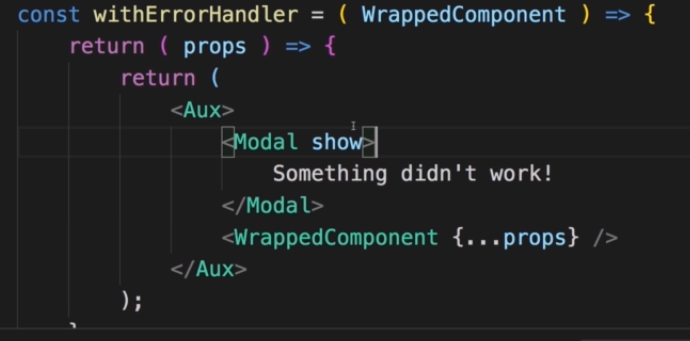 const withErrorHandler = ( WrappedComponent ) => {
    return ( props ) => {
        return (
            <Aux>
                <Modal show>
                    Something didn't work!
                </Modal>
                <WrappedComponent {...props} />
            </Aux>
        );
    }